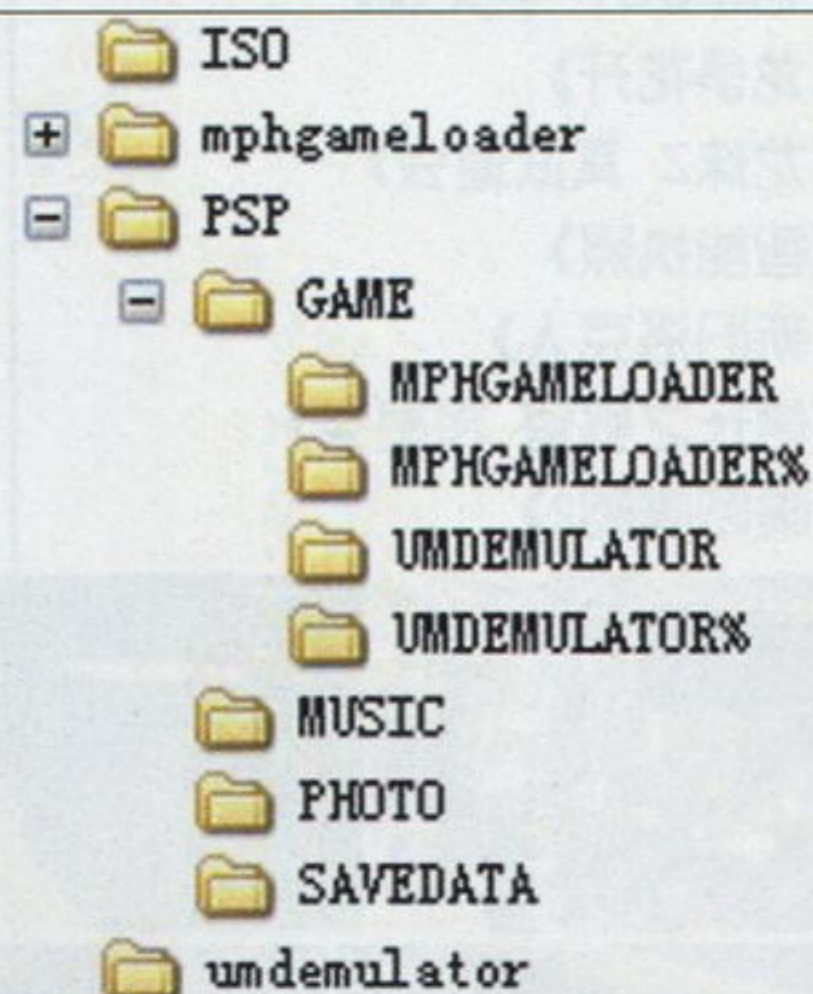 ISO
mphgameloader
PSP
GAME
MPHGAMELOADER
MPHGAMELOADER%
UMDEMULATOR
UMDEMULATOR%
MUSIC
PHOTO
SAVEDATA
umdemulator